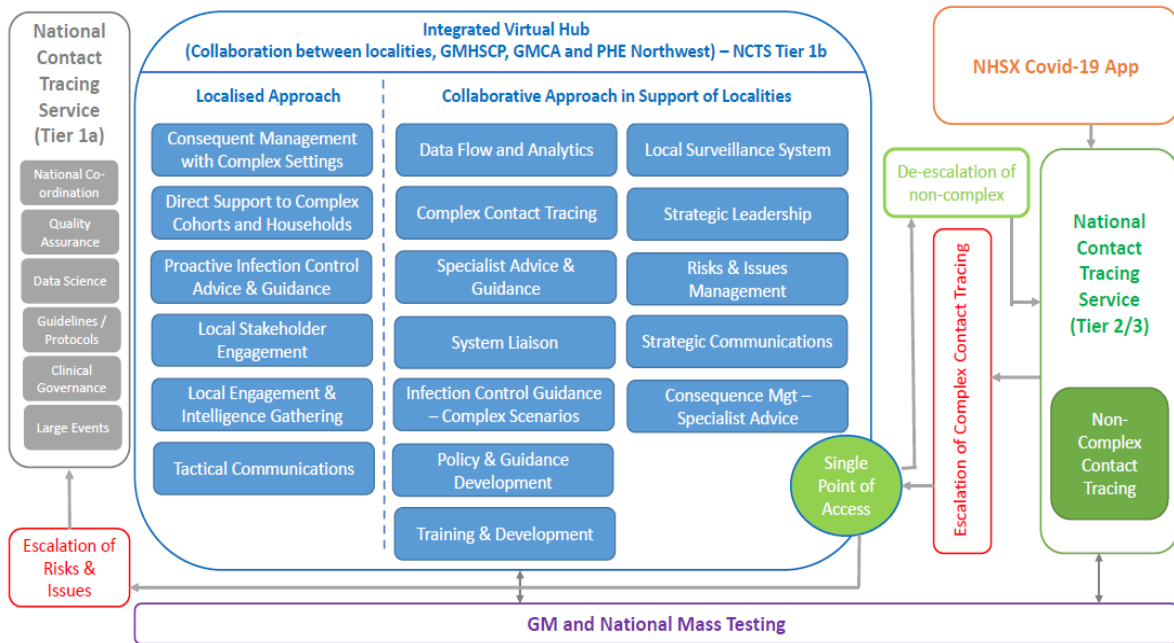 National
Contact
Tracing
Service
(Tier 1a)
National Co-
ordination
Quality
Assurance
Data Science
Guidelines /
Protocols
Clinical
Governance
Large Events
Escalation of
Risks &
Issues
Integrated Virtual Hub
(Collaboration between localities, GMHSCP, GMCA and PHE Northwest) – NCTS Tier 1b
Localised Approach
Consequent Management
with Complex Settings
Direct Support to Complex
Cohorts and Households
Proactive Infection Control
Advice & Guidance
Local Stakeholder
Engagement
Local Engagement &
Intelligence Gathering
Tactical Communications
Collaborative Approach in Support of Localities
Data Flow and Analytics
Complex Contact Tracing
Specialist Advice &
Guidance
System Liaison
Infection Control Guidance
– Complex Scenarios
Policy & Guidance
Development
Training & Development
Local Surveillance System
Strategic Leadership
Risks & Issues
Management
Strategic Communications
Consequence Mgt –
Specialist Advice
Single
Point of
Access
De-escalation of
non-complex
Escalation of Complex Contact Tracing
NHSX Covid-19 App
National
Contact
Tracing
Service
(Tier 2/3)
Non-
Complex
Contact
Tracing
GM and National Mass Testing